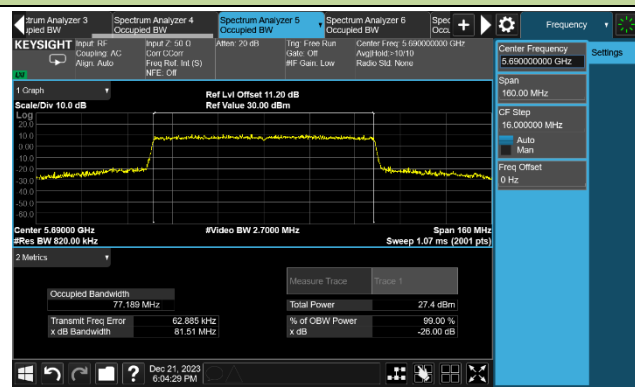 ctrum Analyzer 3
upied BW
Spectrum Analyzer 4
Occupied BW
Spectrum Analyzer 5
Occupied BW
Spectrum Analyzer 6
Occupied BW
Spec
Occu
Frequency
KEYSIGHT
Input: RF
Coupling: AC
Align: Auto
Input Z: 50 Ω
Corr CCorr
Freq Ref: Int (S)
NFE: Off
Atten: 20 dB
Trig: Free Run
Gate: Off
#IF Gain: Low
Center Freq: 5.690000000 GHz
Avg|Hold:>10/10
Radio Std: None
Center Frequency
5.690000000 GHz
Settings
Span
160.00 MHz
CF Step
16.000000 MHz
Auto
Man
Freq Offset
0 Hz
LV
1 Graph
Scale/Div 10.0 dB
Ref Lvl Offset 11.20 dB
Ref Value 30.00 dBm
Log
20.0
10.0
0.00
-10.0
-20.0
-30.0
-40.0
-50.0
-60.0
Center 5.69000 GHz
#Res BW 820.00 kHz
#Video BW 2.7000 MHz
Span 160 MHz
Sweep 1.07 ms (2001 pts)
2 Metrics
Measure Trace
Trace 1
Occupied Bandwidth
77.189 MHz
Total Power
27.4 dBm
Transmit Freq Error
62.885 kHz
% of OBW Power
99.00 %
x dB Bandwidth
81.51 MHz
x dB
-26.00 dB
Dec 21, 2023
6:04:29 PM